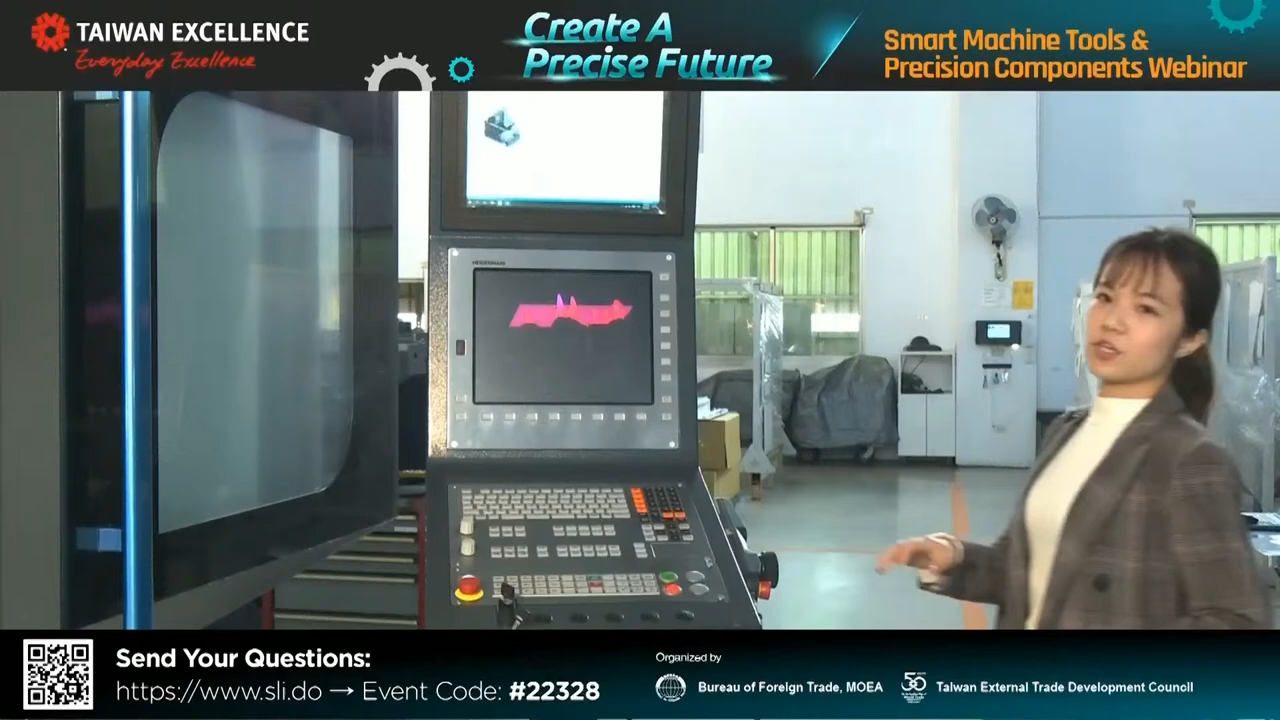 TAIWAN EXCELLENCE
Everyday Excellence
Create A
Precise Future
Smart Machine Tools &
Precision Components Webinar
HEIDENHAIN
Send Your Questions:
https://www.sli.do → Event Code: #22328
Organized by
Bureau of Foreign Trade, MOEA
50
Taiwan External Trade Development Council